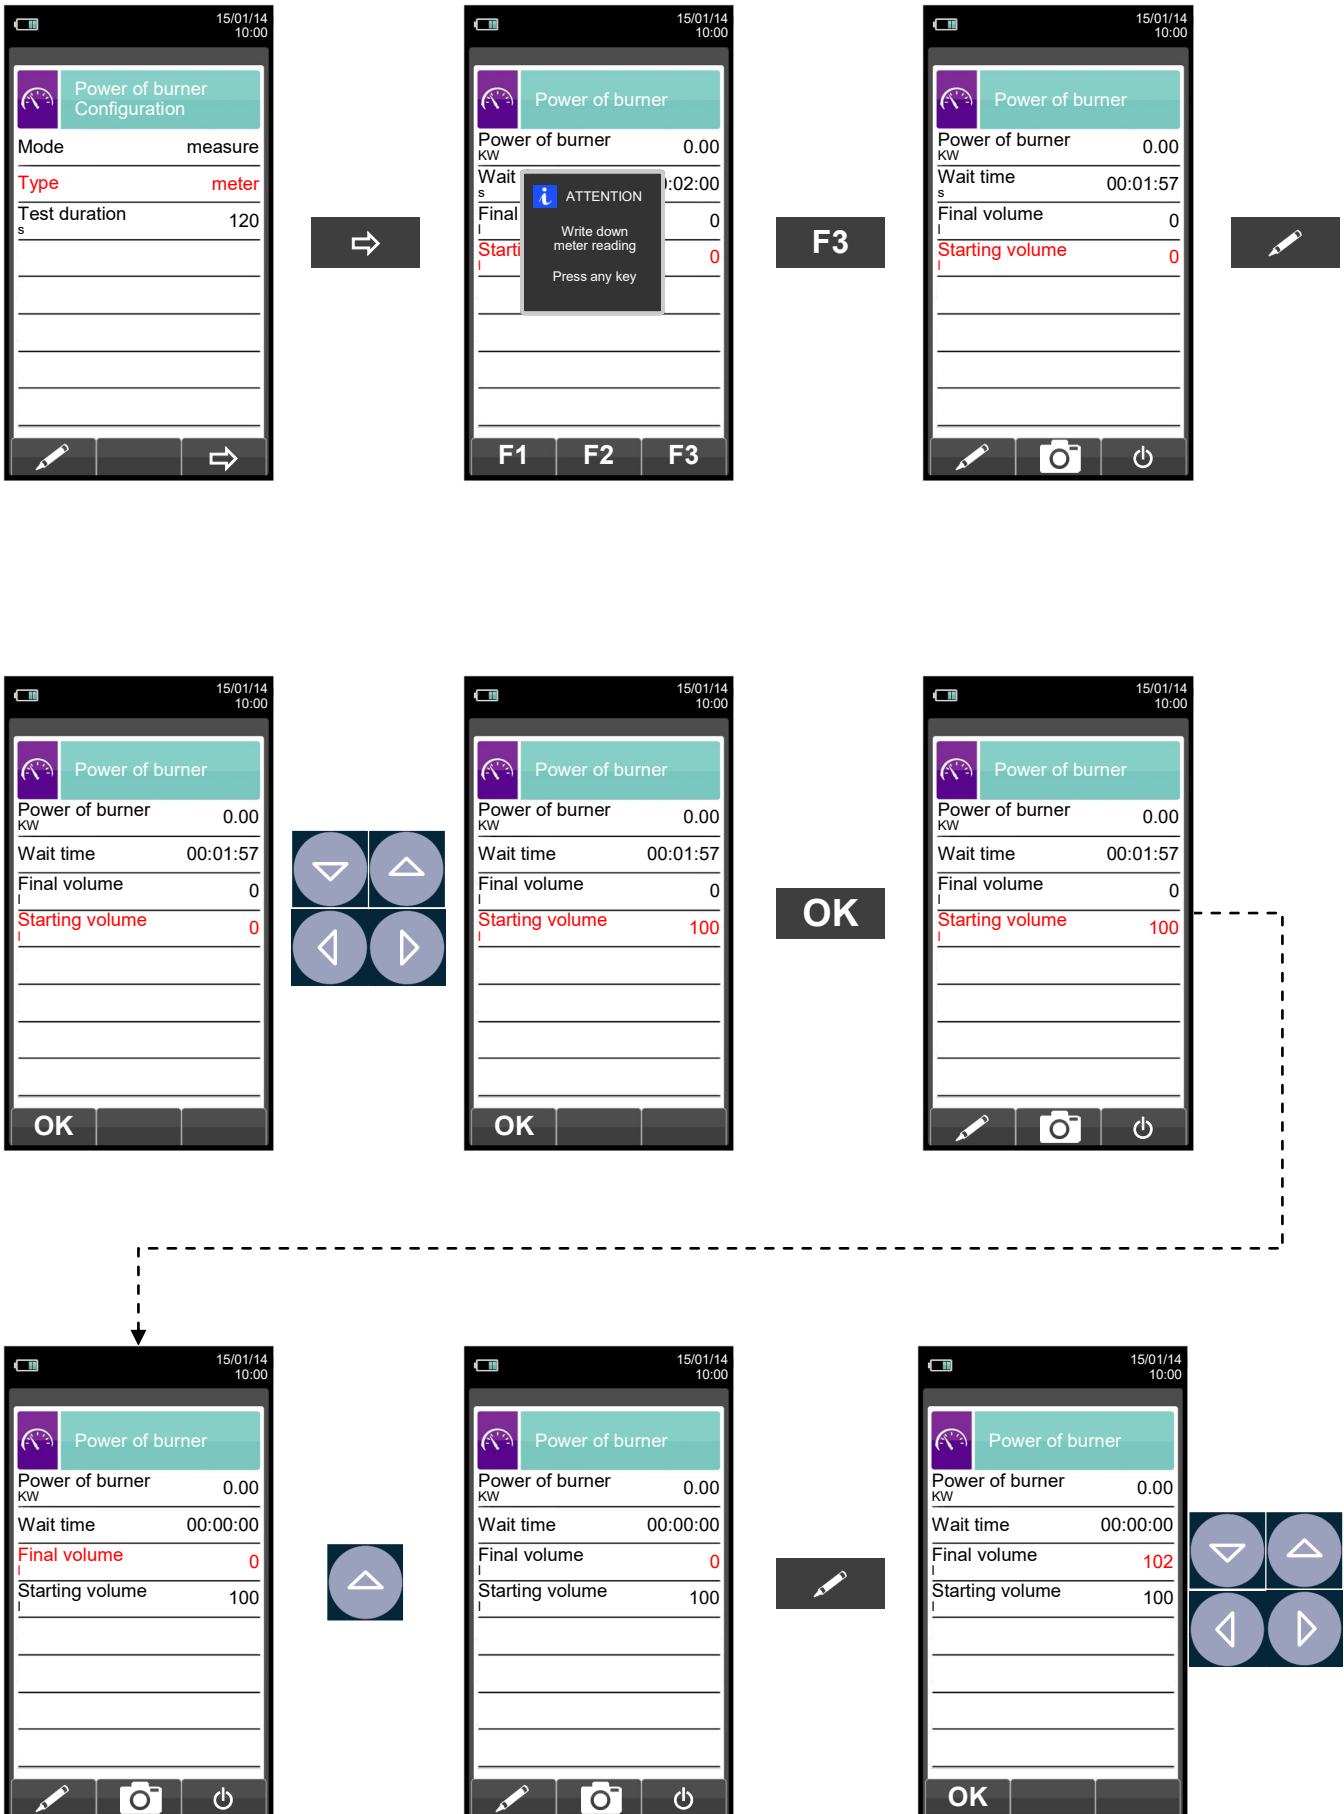 15/01/14
10:00
Power of burner
Configuration
Mode measure
Type meter
Test duration 120
s
15/01/14
10:00
Power of burner
Power of burner 0.00
KW
Wait :02:00
s
Final 0
l
Starti 0
l
i ATTENTION
Write down
meter reading
Press any key
F1 F2 F3
F3
15/01/14
10:00
Power of burner
Power of burner 0.00
KW
Wait time 00:01:57
s
Final volume 0
l
Starting volume 0
l
15/01/14
10:00
Power of burner
Power of burner 0.00
KW
Wait time 00:01:57
Final volume 0
l
Starting volume 0
l
OK
15/01/14
10:00
Power of burner
Power of burner 0.00
KW
Wait time 00:01:57
Final volume 0
l
Starting volume 100
l
OK
OK
15/01/14
10:00
Power of burner
Power of burner 0.00
KW
Wait time 00:01:57
Final volume 0
l
Starting volume 100
l
15/01/14
10:00
Power of burner
Power of burner 0.00
KW
Wait time 00:00:00
Final volume 0
l
Starting volume 100
l
15/01/14
10:00
Power of burner
Power of burner 0.00
KW
Wait time 00:00:00
Final volume 0
l
Starting volume 100
l
15/01/14
10:00
Power of burner
Power of burner 0.00
KW
Wait time 00:00:00
Final volume 102
l
Starting volume 100
l
OK